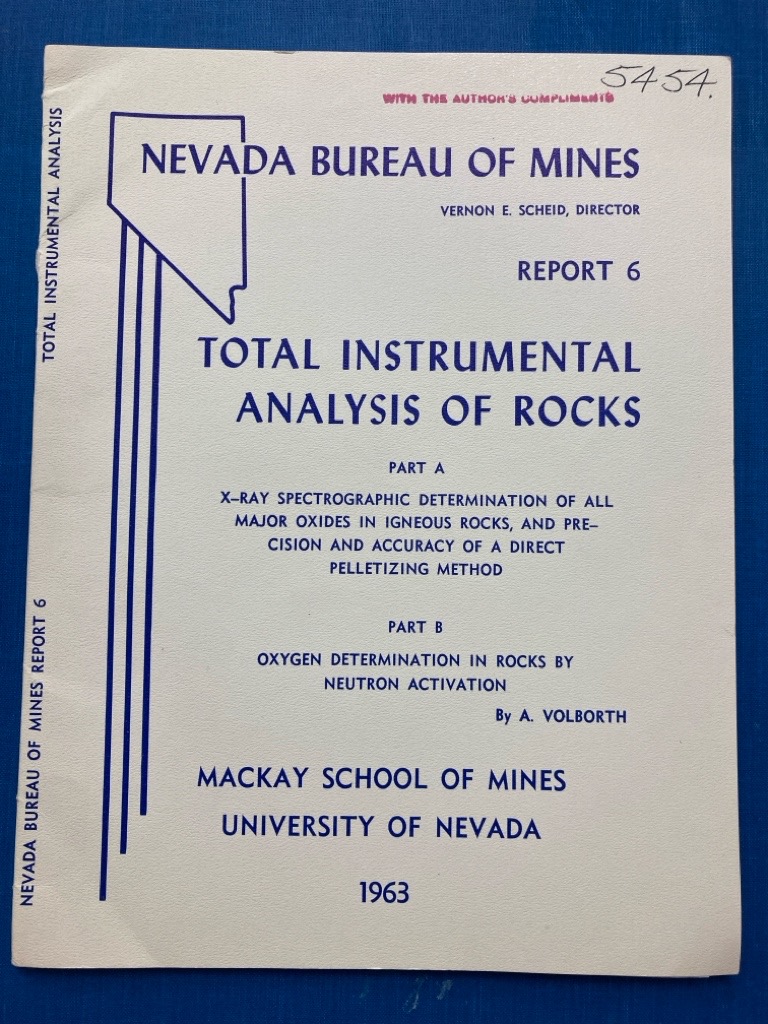 5454.
WITH THE AUTHOR'S COMPLIMENTS
NEVADA BUREAU OF MINES
VERNON E. SCHEID, DIRECTOR
REPORT 6
TOTAL INSTRUMENTAL
ANALYSIS OF ROCKS
PART A
X-RAY SPECTROGRAPHIC DETERMINATION OF ALL
MAJOR OXIDES IN IGNEOUS ROCKS, AND PRE-
CISION AND ACCURACY OF A DIRECT
PELLETIZING METHOD
PART B
OXYGEN DETERMINATION IN ROCKS BY
NEUTRON ACTIVATION
By A. VOLBORTH
MACKAY SCHOOL OF MINES
UNIVERSITY OF NEVADA
1963
TOTAL INSTRUMENTAL ANALYSIS
NEVADA BUREAU OF MINES REPORT 6